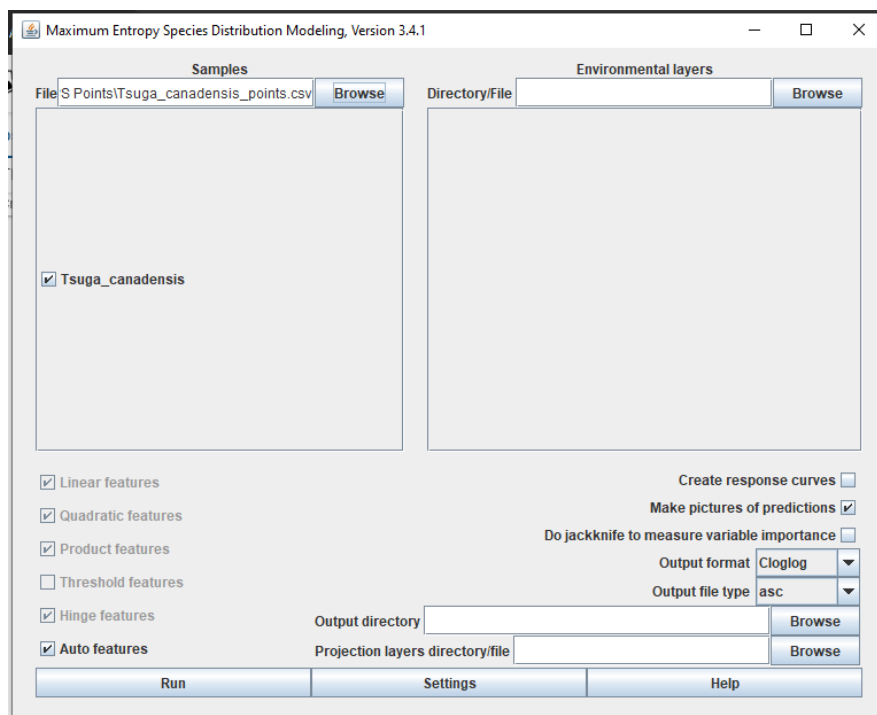 Maximum Entropy Species Distribution Modeling, Version 3.4.1
Samples
Environmental layers
File S Points\Tsuga_canadensis_points.csv Browse
Directory/File Browse
Tsuga_canadensis
Linear features
Quadratic features
Product features
Threshold features
Hinge features
Auto features
Create response curves
Make pictures of predictions
Do jackknife to measure variable importance
Output format Cloglog
Output file type asc
Output directory Browse
Projection layers directory/file Browse
Run Settings Help